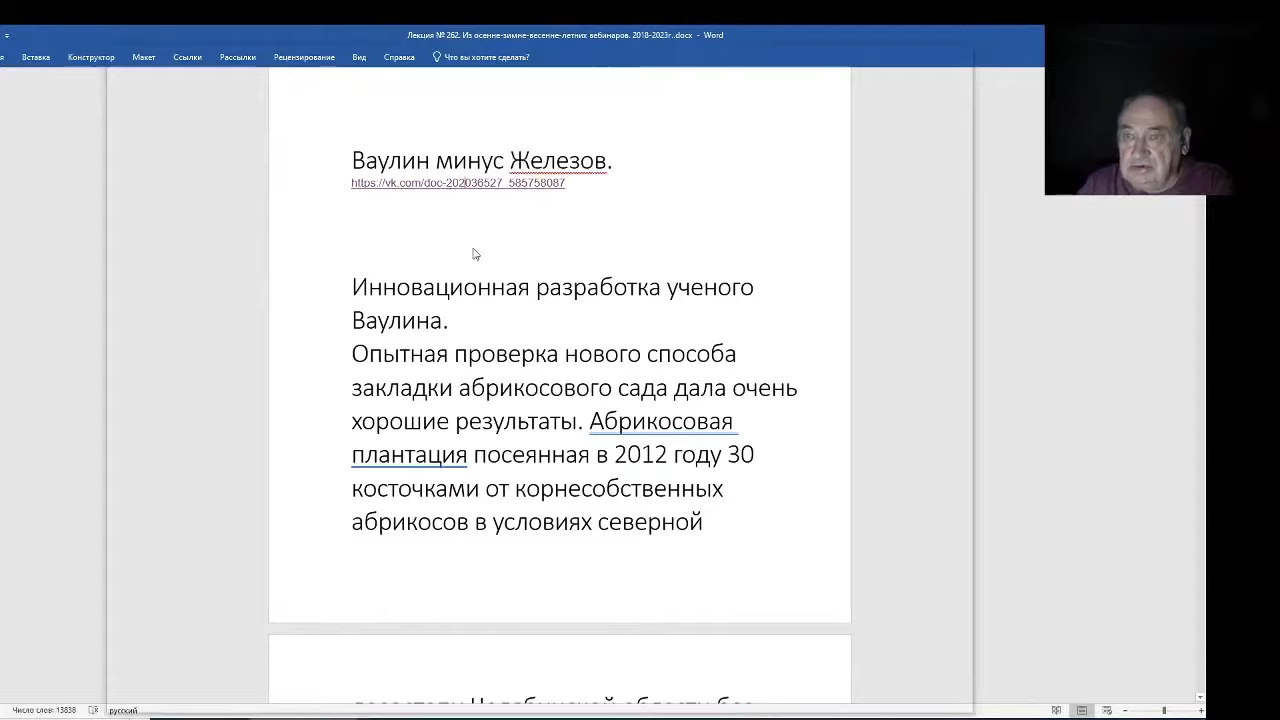 Лекция № 262. Из осенне-зимне-весенне-летних вебинаров. 2018-2023г..docx - Word
Вставка Конструктор Макет Ссылки Рассылки Рецензирование Вид Справка Что вы хотите сделать?
Ваулин минус Железов.
https://vk.com/doc-202036527_585758087
Инновационная разработка ученого
Ваулина.
Опытная проверка нового способа
закладки абрикосового сада дала очень
хорошие результаты. Абрикосовая
плантация посеянная в 2012 году 30
косточками от корнесобственных
абрикосов в условиях северной
Число слов: 13838 русский